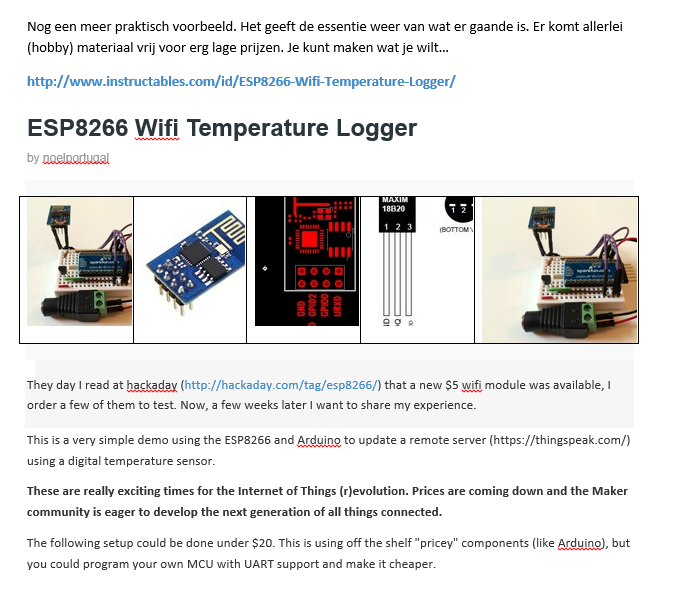 Nog een meer praktisch voorbeeld. Het geeft de essentie weer van wat er gaande is. Er komt allerlei
(hobby) materiaal vrij voor erg lage prijzen. Je kunt maken wat je wilt…
http://www.instructables.com/id/ESP8266-Wifi-Temperature-Logger/
ESP8266 Wifi Temperature Logger
by noelportugal
MAXIM
18B20
1 2 3
1 2
(BOTTOM
GND
GPIO2
GPIO0
URXD
They day I read at hackaday (http://hackaday.com/tag/esp8266/) that a new $5 wifi module was available, I
order a few of them to test. Now, a few weeks later I want to share my experience.
This is a very simple demo using the ESP8266 and Arduino to update a remote server (https://thingspeak.com/)
using a digital temperature sensor.
These are really exciting times for the Internet of Things (r)evolution. Prices are coming down and the Maker
community is eager to develop the next generation of all things connected.
The following setup could be done under $20. This is using off the shelf "pricey" components (like Arduino), but
you could program your own MCU with UART support and make it cheaper.